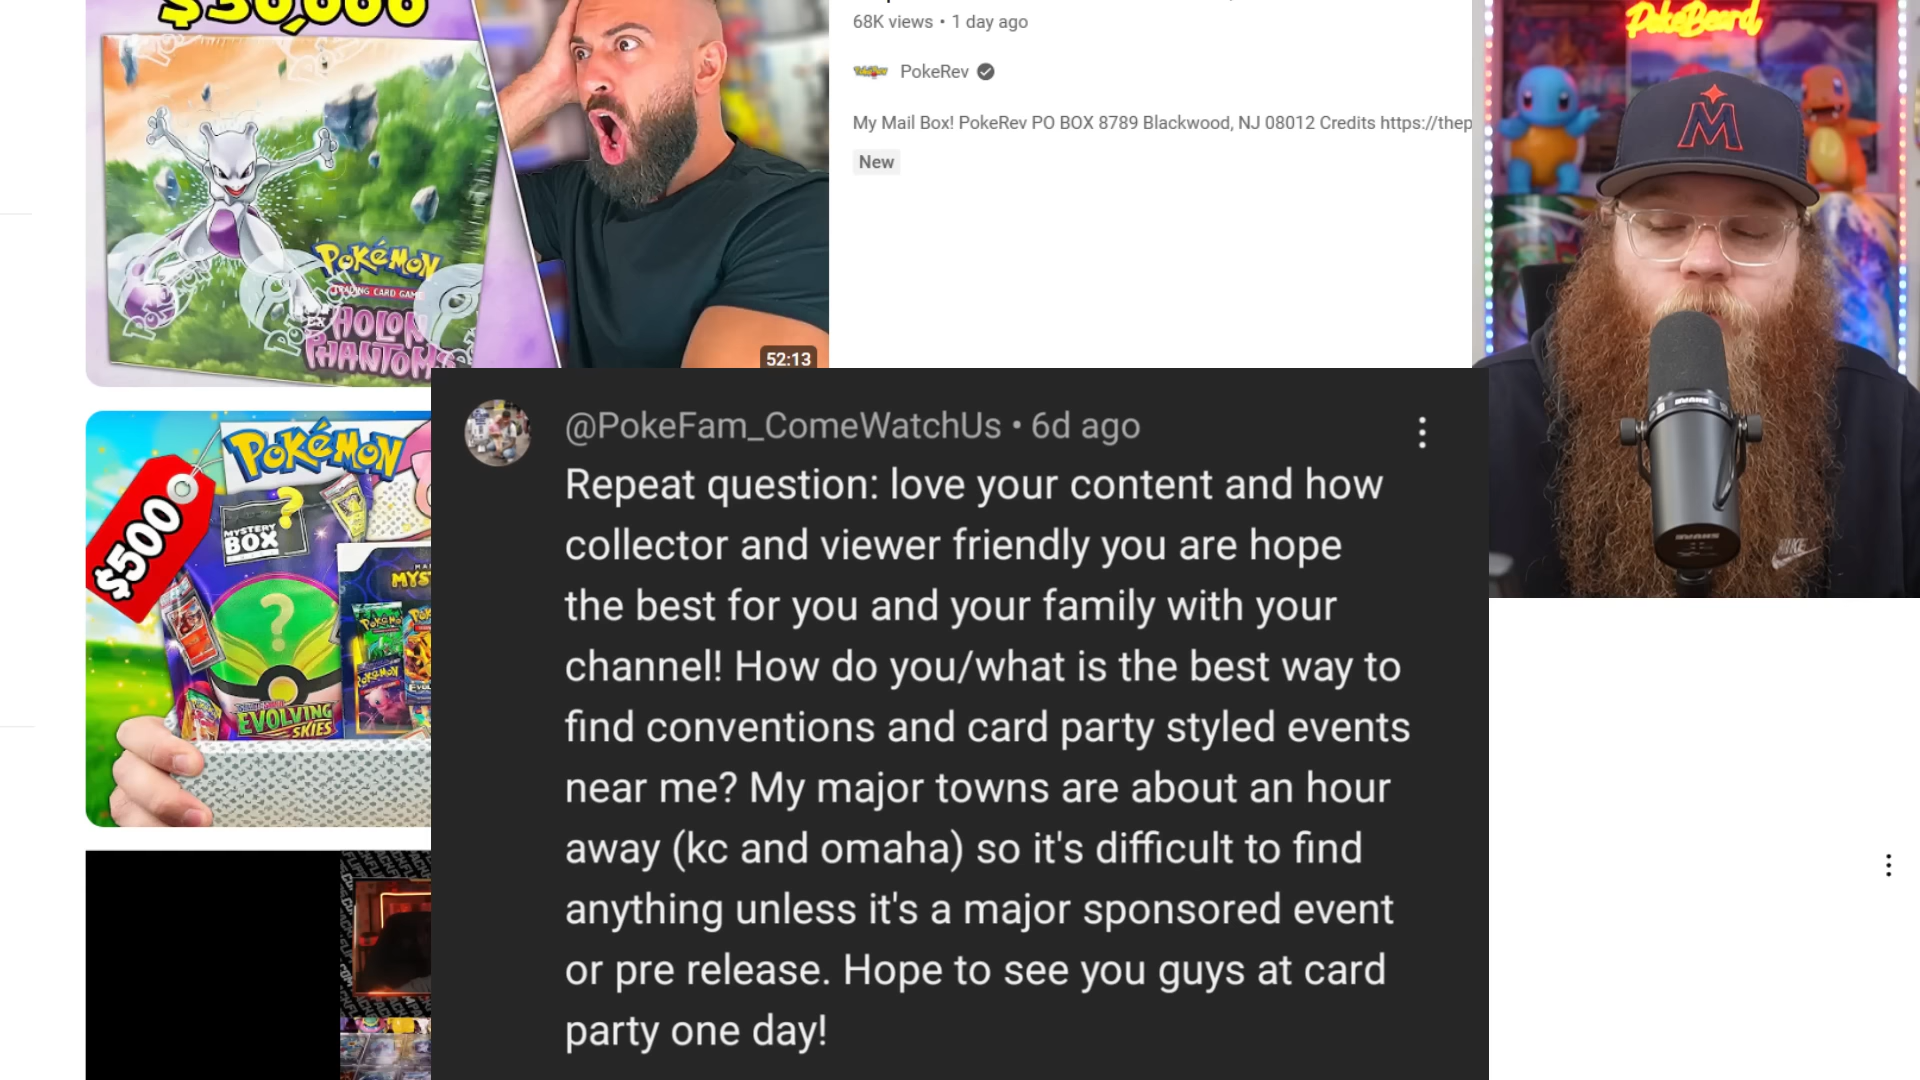 $30,000
68K views • 1 day ago
PokeRev
My Mail Box! PokeRev PO BOX 8789 Blackwood, NJ 08012 Credits https://thep
New
PokeBeard
M
POKéMON
TRADING CARD GAME
EX HOLON
PHANTOMS
52:13
@PokeFam_ComeWatchUs • 6d ago
Repeat question: love your content and how
collector and viewer friendly you are hope
the best for you and your family with your
channel! How do you/what is the best way to
find conventions and card party styled events
near me? My major towns are about an hour
away (kc and omaha) so it's difficult to find
anything unless it's a major sponsored event
or pre release. Hope to see you guys at card
party one day!
POKéMON
$500
MYSTERY
BOX
MYS
EVOLVING
SKIES
NIKE